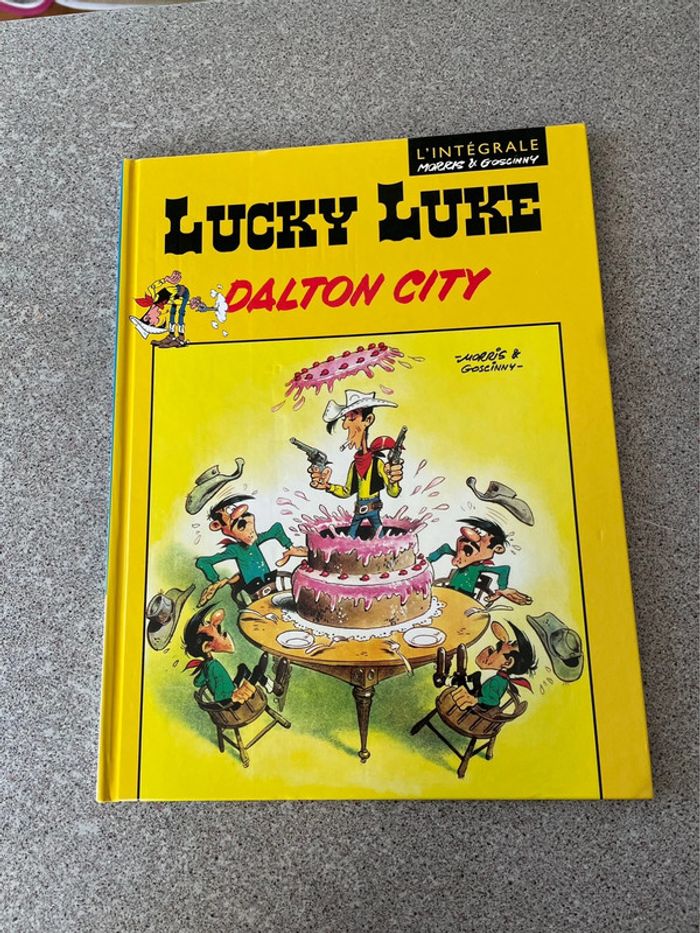 L'INTÉGRALE
MORRIS & GOSCINNY
LUCKY LUKE
DALTON CITY
-MORRIS &
GOSCINNY-